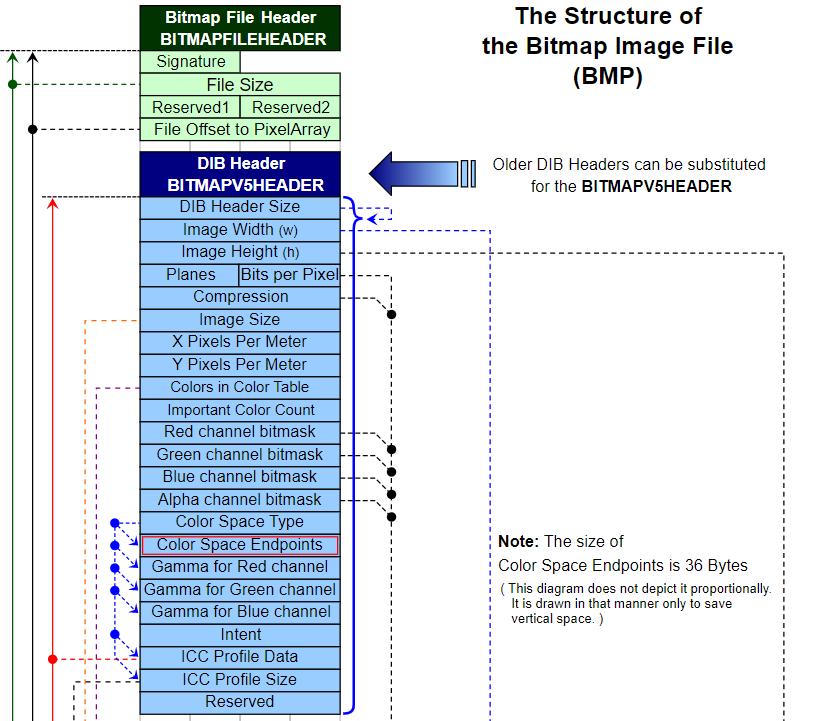 Bitmap File Header
BITMAPFILEHEADER
Signature
File Size
Reserved1 Reserved2
File Offset to PixelArray
DIB Header
BITMAPV5HEADER
DIB Header Size
Image Width (w)
Image Height (h)
Planes Bits per Pixel
Compression
Image Size
X Pixels Per Meter
Y Pixels Per Meter
Colors in Color Table
Important Color Count
Red channel bitmask
Green channel bitmask
Blue channel bitmask
Alpha channel bitmask
Color Space Type
Color Space Endpoints
Gamma for Red channel
Gamma for Green channel
Gamma for Blue channel
Intent
ICC Profile Data
ICC Profile Size
Reserved
The Structure of
the Bitmap Image File
(BMP)
Older DIB Headers can be substituted
for the BITMAPV5HEADER
Note: The size of
Color Space Endpoints is 36 Bytes
( This diagram does not depict it proportionally.
It is drawn in that manner only to save
vertical space. )